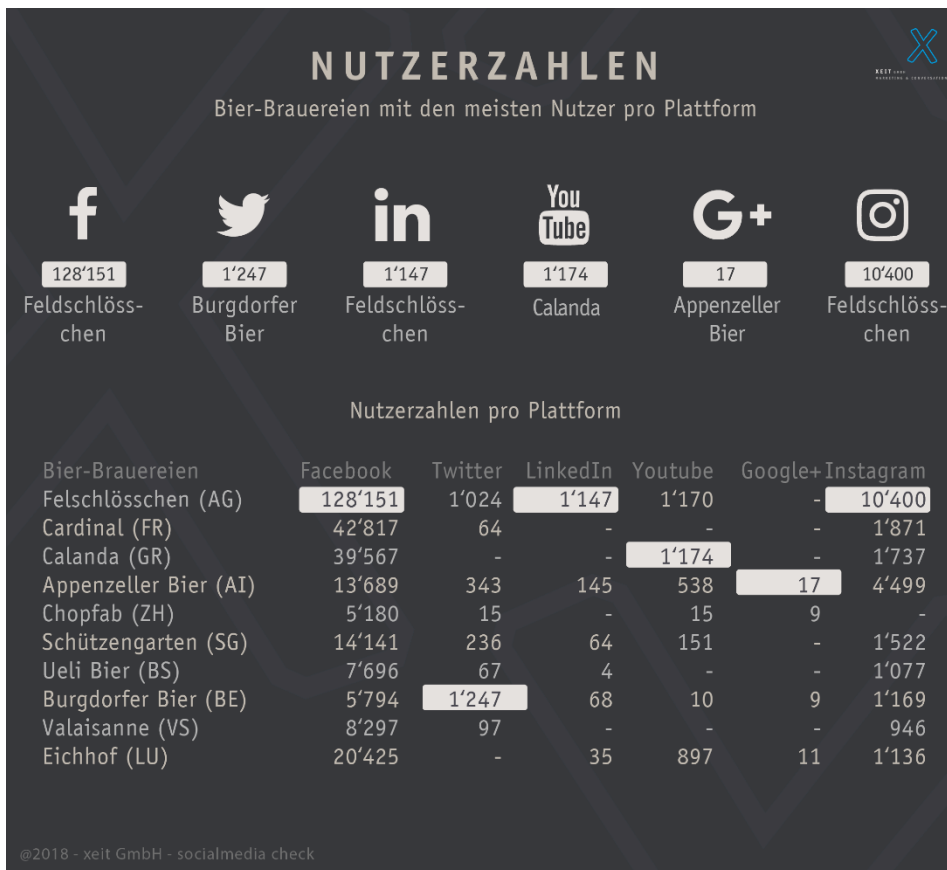 NUTZERZAHLEN
Bier-Brauereien mit den meisten Nutzer pro Plattform
XEIT GMBH
You
Tube
128‘151 1‘247 1‘147 1‘174 17 10‘400
Feldschlöss- Burgdorfer Feldschlöss- Calanda Appenzeller Feldschlöss-
chen Bier chen Bier chen
Nutzerzahlen pro Plattform
Bier-Brauereien Facebook Twitter LinkedIn Youtube Google+ Instagram
Felschlösschen (AG) 128‘151 1‘024 1‘147 1‘170 - 10‘400
Cardinal (FR) 42‘817 64 - - - 1‘871
Calanda (GR) 39‘567 - - 1‘174 - 1‘737
Appenzeller Bier (AI) 13‘689 343 145 538 17 4‘499
Chopfab (ZH) 5‘180 15 - 15 9 -
Schützengarten (SG) 14‘141 236 64 151 - 1‘522
Ueli Bier (BS) 7‘696 67 4 - - 1‘077
Burgdorfer Bier (BE) 5‘794 1‘247 68 10 9 1‘169
Valaisanne (VS) 8‘297 97 - - - 946
Eichhof (LU) 20‘425 - 35 897 11 1‘136
@2018 - xeit GmbH - socialmedia check